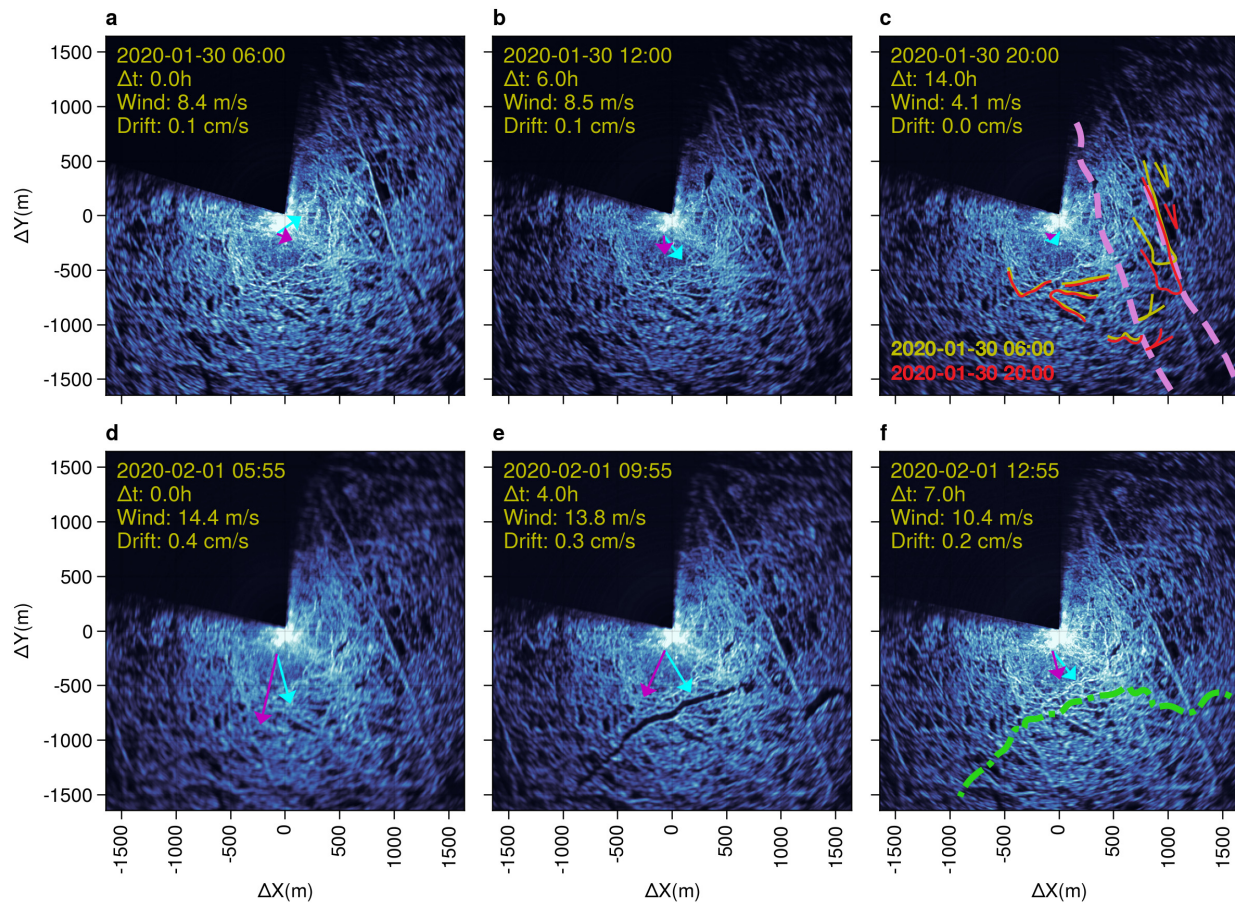 a
2020-01-30 06:00
Δt: 0.0h
Wind: 8.4 m/s
Drift: 0.1 cm/s
b
2020-01-30 12:00
Δt: 6.0h
Wind: 8.5 m/s
Drift: 0.1 cm/s
c
2020-01-30 20:00
Δt: 14.0h
Wind: 4.1 m/s
Drift: 0.0 cm/s
2020-01-30 06:00
2020-01-30 20:00
1500
1000
500
0
-500
-1000
-1500
ΔY(m)
d
2020-02-01 05:55
Δt: 0.0h
Wind: 14.4 m/s
Drift: 0.4 cm/s
e
2020-02-01 09:55
Δt: 4.0h
Wind: 13.8 m/s
Drift: 0.3 cm/s
f
2020-02-01 12:55
Δt: 7.0h
Wind: 10.4 m/s
Drift: 0.2 cm/s
1500
1000
500
0
-500
-1000
-1500
ΔY(m)
-1500
-1000
-500
0
500
1000
1500
ΔX(m)
-1500
-1000
-500
0
500
1000
1500
ΔX(m)
-1500
-1000
-500
0
500
1000
1500
ΔX(m)